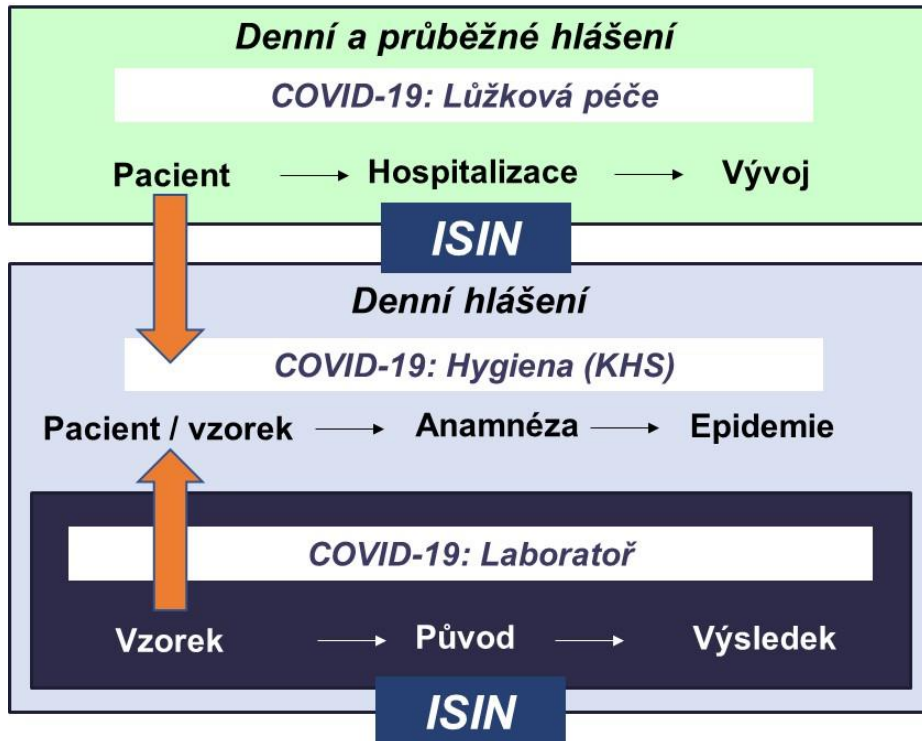 Denní a průběžné hlášení
COVID-19: Lůžková péče
Pacient Hospitalizace Vývoj
ISIN
Denní hlášení
COVID-19: Hygiena (KHS)
Pacient / vzorek Anamnéza Epidemie
COVID-19: Laboratoř
Vzorek Původ Výsledek
ISIN